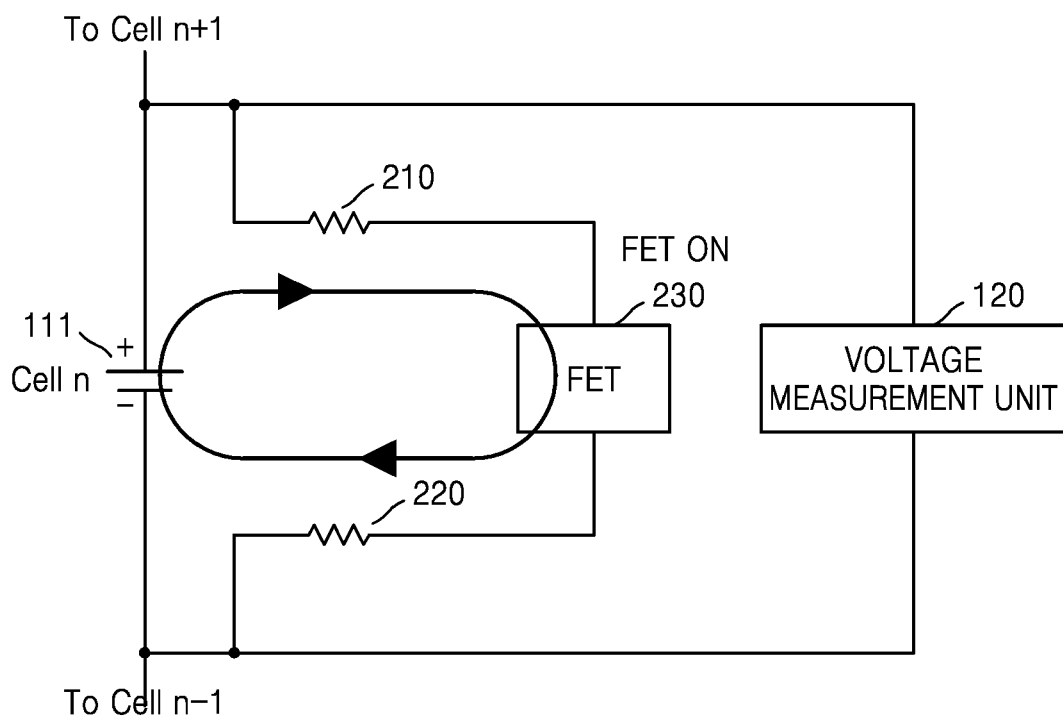 To Cell n+1
210
FET ON
230
120
111
+
Cell n
−
FET
VOLTAGE
MEASUREMENT UNIT
220
To Cell n−1